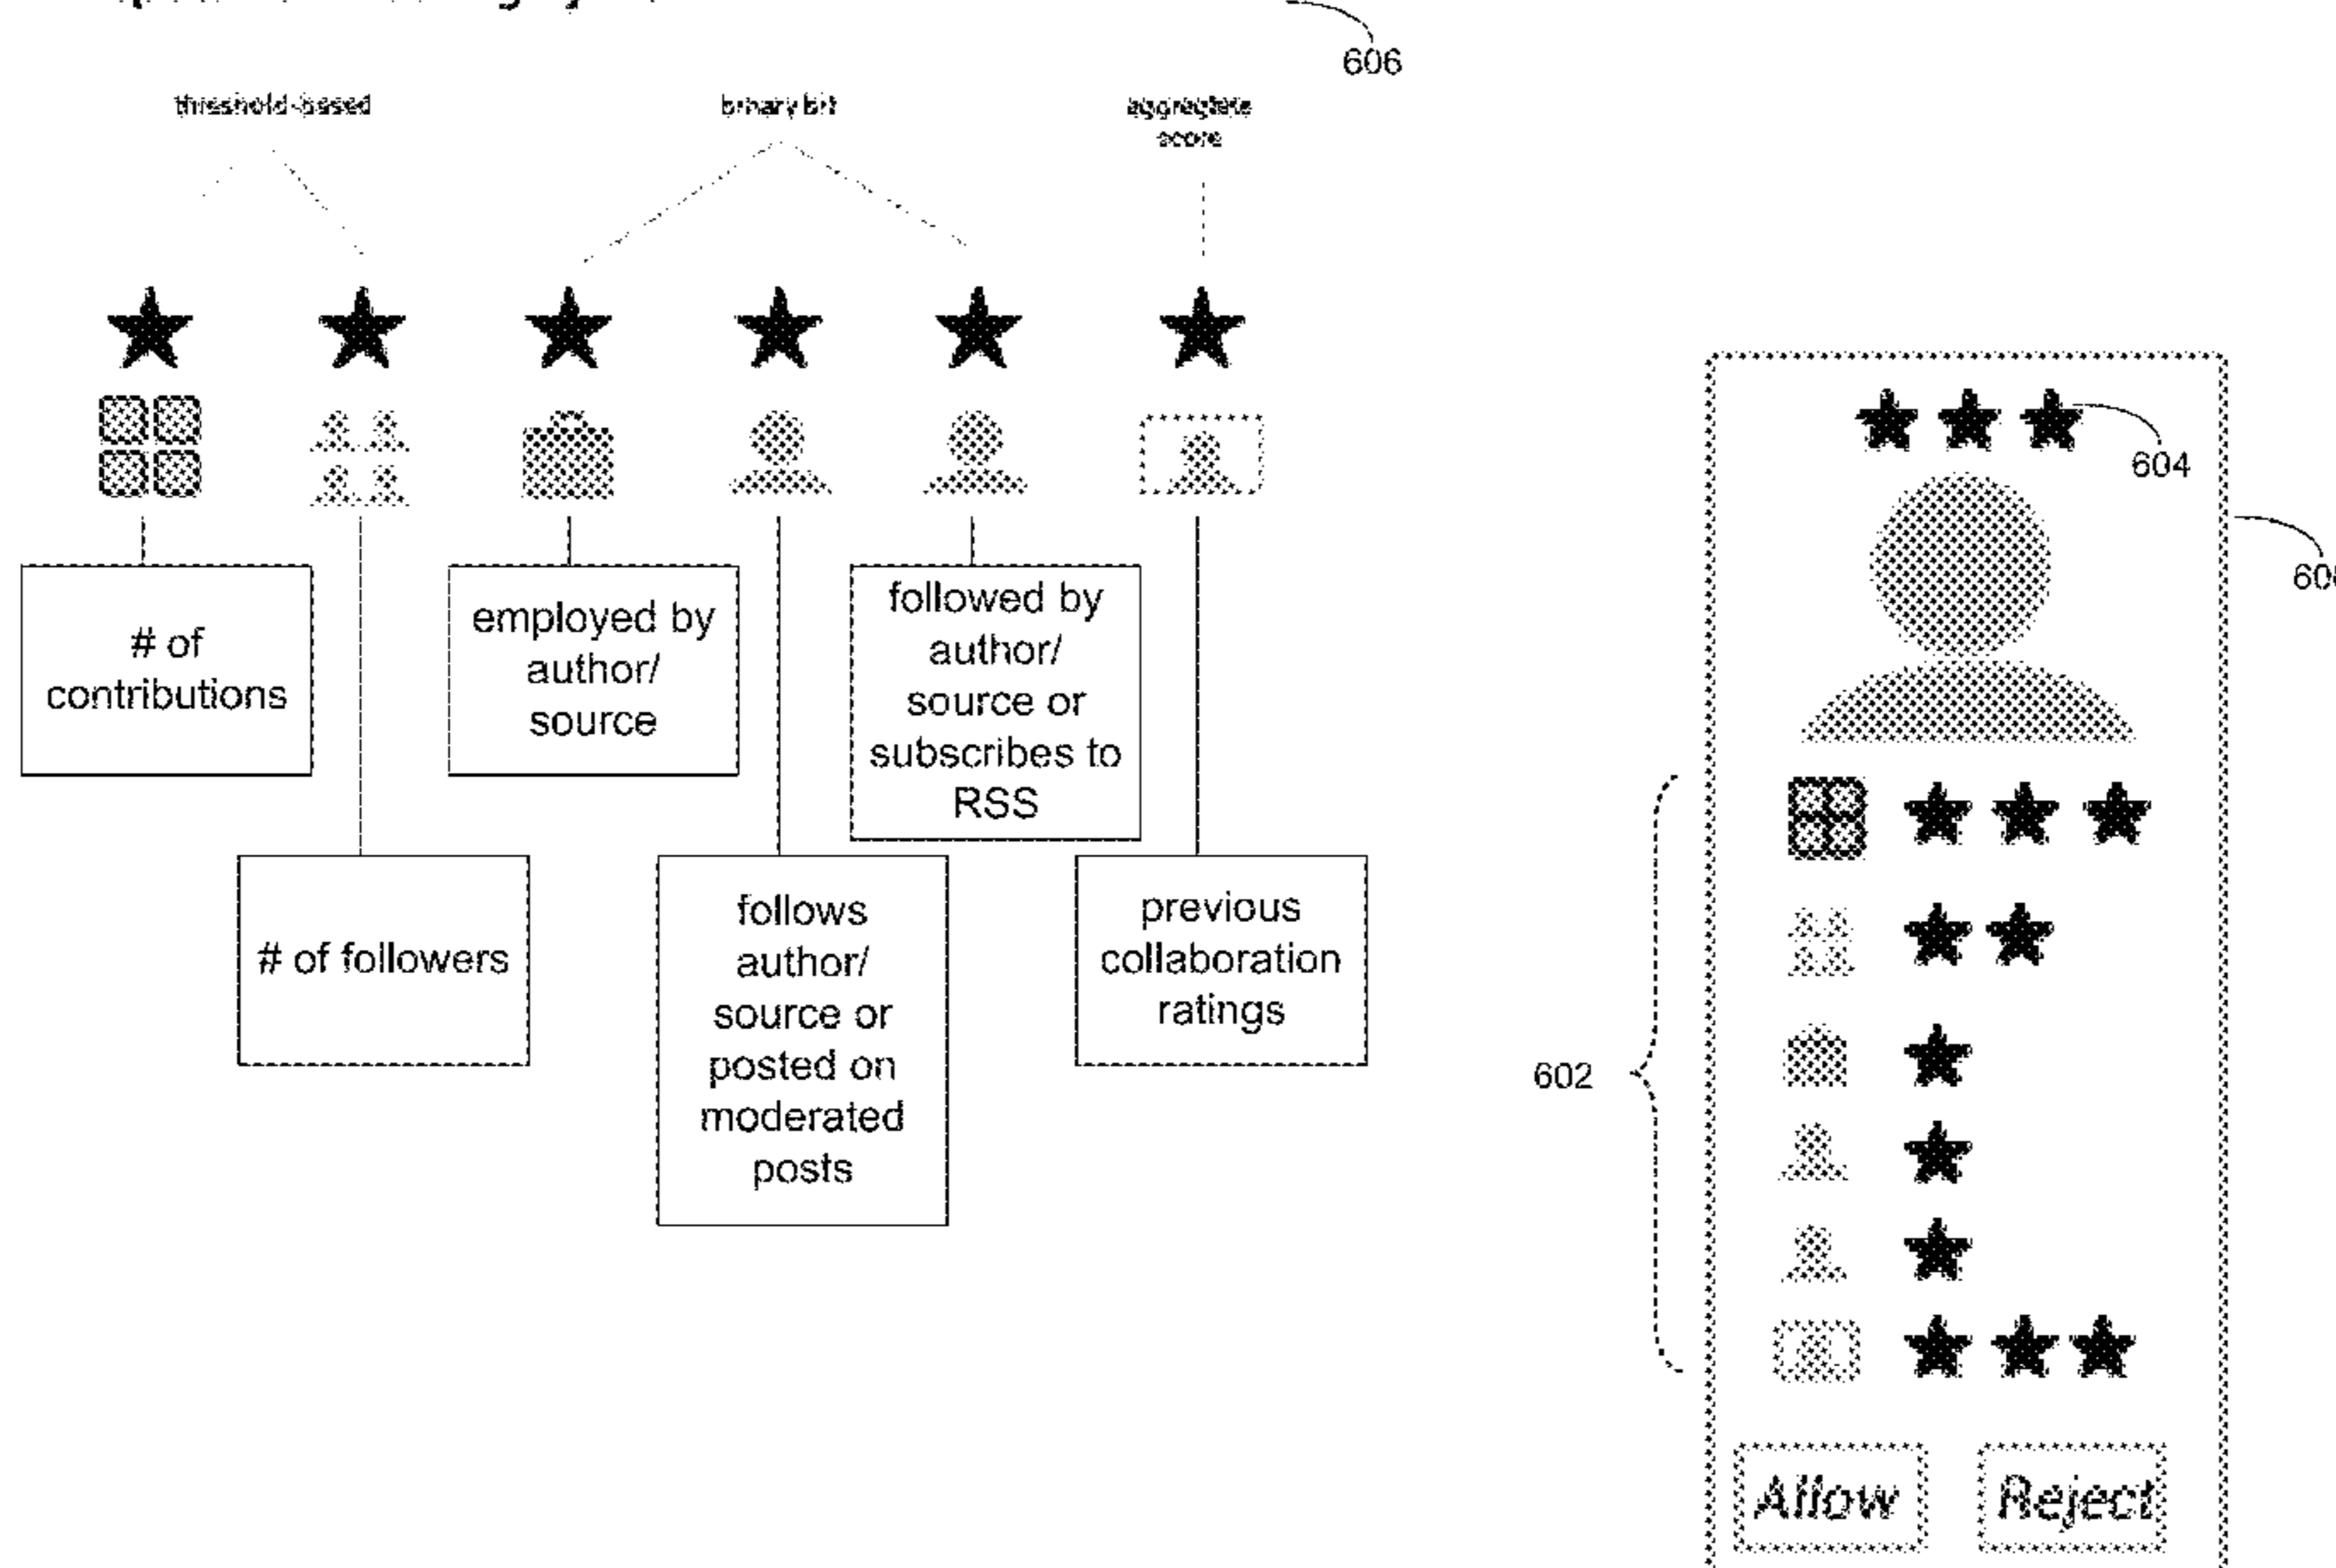 606
threshold-based
binary bit
aggregtate
score
# of
contributions
# of followers
employed by
author/
source
follows
author/
source or
posted on
moderated
posts
followed by
author/
source or
subscribes to
RSS
previous
collaboration
ratings
604
602
Allow
Reject